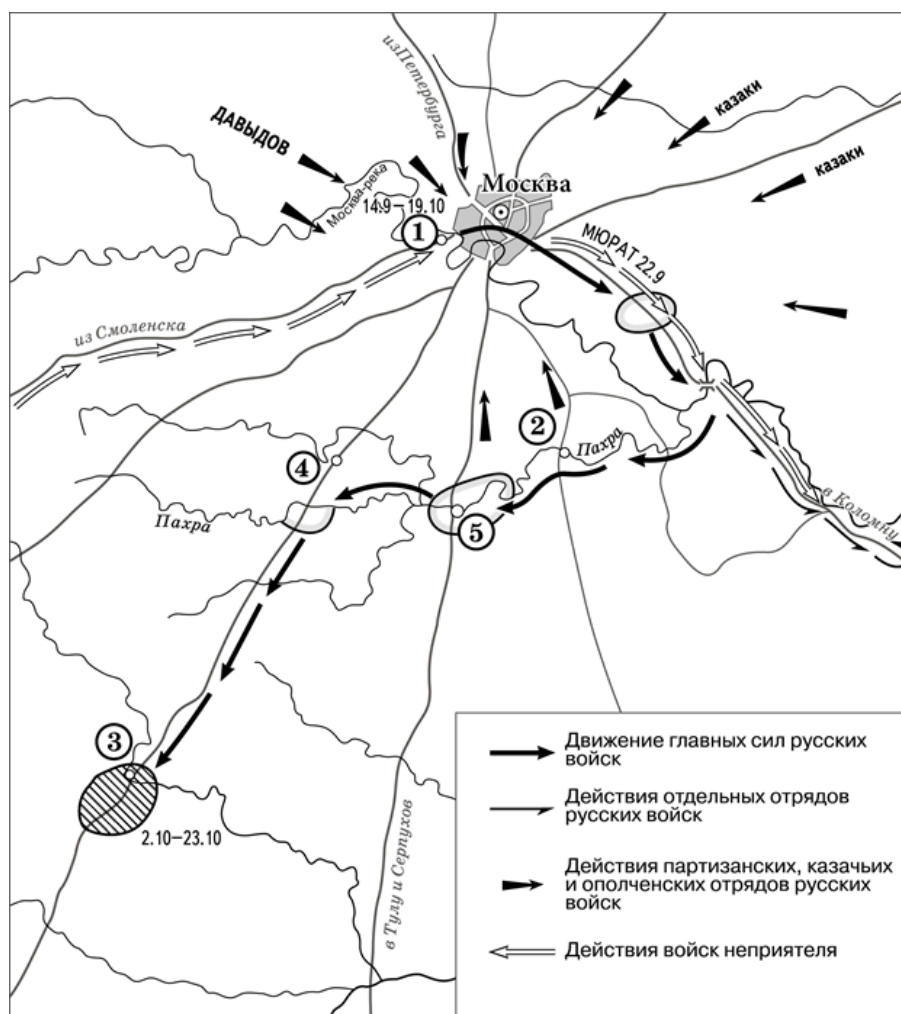 из Петербурга
казаки
ДАВЫДОВ
Москва-река
Москва
казаки
14.9–19.10
1
МЮРАТ 22.9
из Смоленска
2
Пахра
4
в Коломну
Пахра
5
3
2.10–23.10
в Тулу и Серпухов
Движение главных сил русских
войск
Действия отдельных отрядов
русских войск
Действия партизанских, казачьих
и ополченских отрядов русских
войск
Действия войск неприятеля